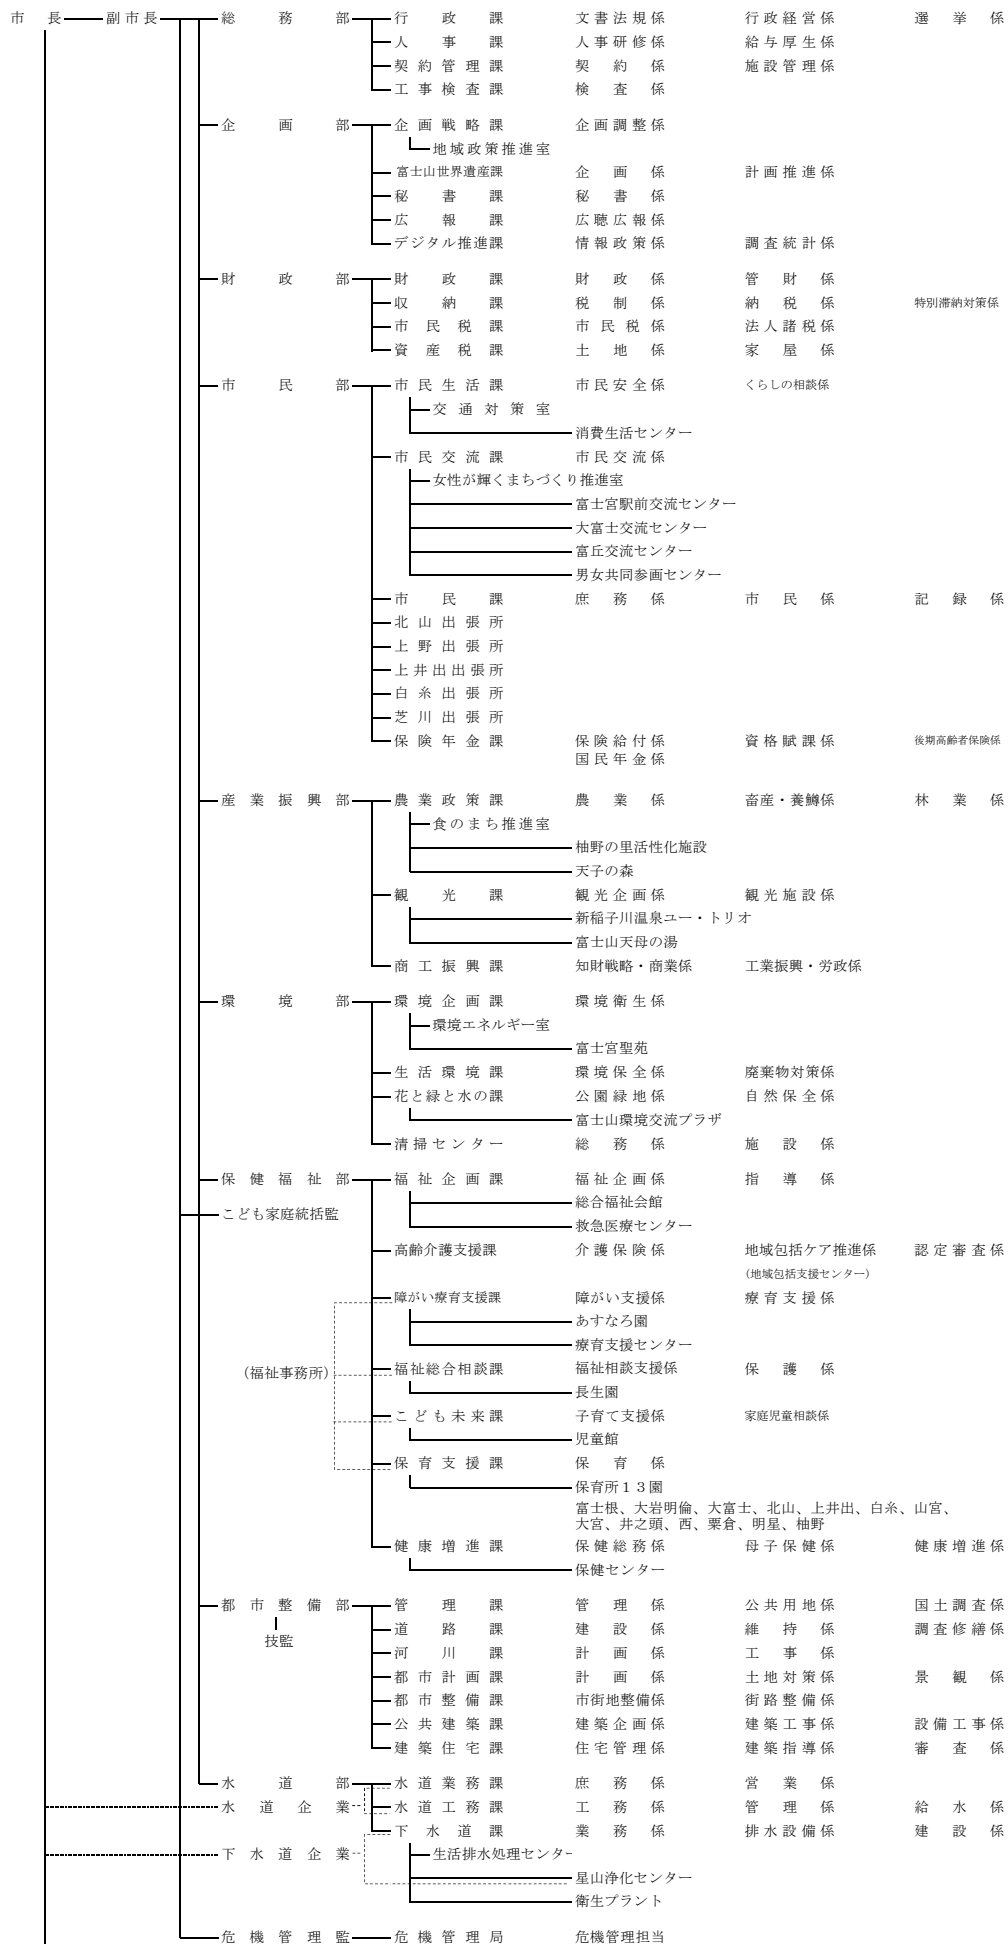 市長 副市長 総務部 行政課 文書法規係 行政経営係 選挙係
人事課 人事研修係 給与厚生係
契約管理課 契約係 施設管理係
工事検査課 検査係
企画部 企画戦略課 企画調整係
地域政策推進室
富士山世界遺産課 企画係 計画推進係
秘書課 秘書係
広報課 広聴広報係
デジタル推進課 情報政策係 調査統計係
財政部 財政課 財政係 管財係
収納課 税制係 納税係 特別滞納対策係
市民税課 市民税係 法人諸税係
資産税課 土地係 家屋係
市民部 市民生活課 市民安全係 くらしの相談係
交通対策室
消費生活センター
市民交流課 市民交流係
女性が輝くまちづくり推進室
富士宮駅前交流センター
大富士交流センター
富丘交流センター
男女共同参画センター
市民課 庶務係 市民係 記録係
北山出張所
上野出張所
上井出出張所
白糸出張所
芝川出張所
保険年金課 保険給付係 資格賦課係 後期高齢者保険係
国民年金係
産業振興部 農業政策課 農業係 畜産・養鱒係 林業係
食のまち推進室
柚野の里活性化施設
天子の森
観光課 観光企画係 観光施設係
新稲子川温泉ユー・トリオ
富士山天母の湯
商工振興課 知財戦略・商業係 工業振興・労政係
環境部 環境企画課 環境衛生係
環境エネルギー室
富士宮聖苑
生活環境課 環境保全係 廃棄物対策係
花と緑と水の課 公園緑地係 自然保全係
富士山環境交流プラザ
清掃センター 総務係 施設係
保健福祉部 福祉企画課 福祉企画係 指導係
総合福祉会館
こども家庭統括監
救急医療センター
高齢介護支援課 介護保険係 地域包括ケア推進係 認定審査係
（地域包括支援センター）
障がい療育支援課 障がい支援係 療育支援係
あすなろ園
療育支援センター
（福祉事務所） 福祉総合相談課 福祉相談支援係 保護係
長生園
こども未来課 子育て支援係 家庭児童相談係
児童館
保育支援課 保育係
保育所１３園
富士根、大岩明倫、大富士、北山、上井出、白糸、山宮、
大宮、井之頭、西、粟倉、明星、柚野
健康増進課 保健総務係 母子保健係 健康増進係
保健センター
都市整備部 管理課 管理係 公共用地係 国土調査係
道路課 建設係 維持係 調査修繕係
技監
河川課 計画係 工事係
都市計画課 計画係 土地対策係 景観係
都市整備課 市街地整備係 街路整備係
公共建築課 建築企画係 建築工事係 設備工事係
建築住宅課 住宅管理係 建築指導係 審査係
水道部 水道業務課 庶務係 営業係
水道企業 水道工務課 工務係 管理係 給水係
下水道課 業務係 排水設備係 建設係
下水道企業 生活排水処理センター
星山浄化センター
衛生プラント
危機管理監 危機管理局 危機管理担当